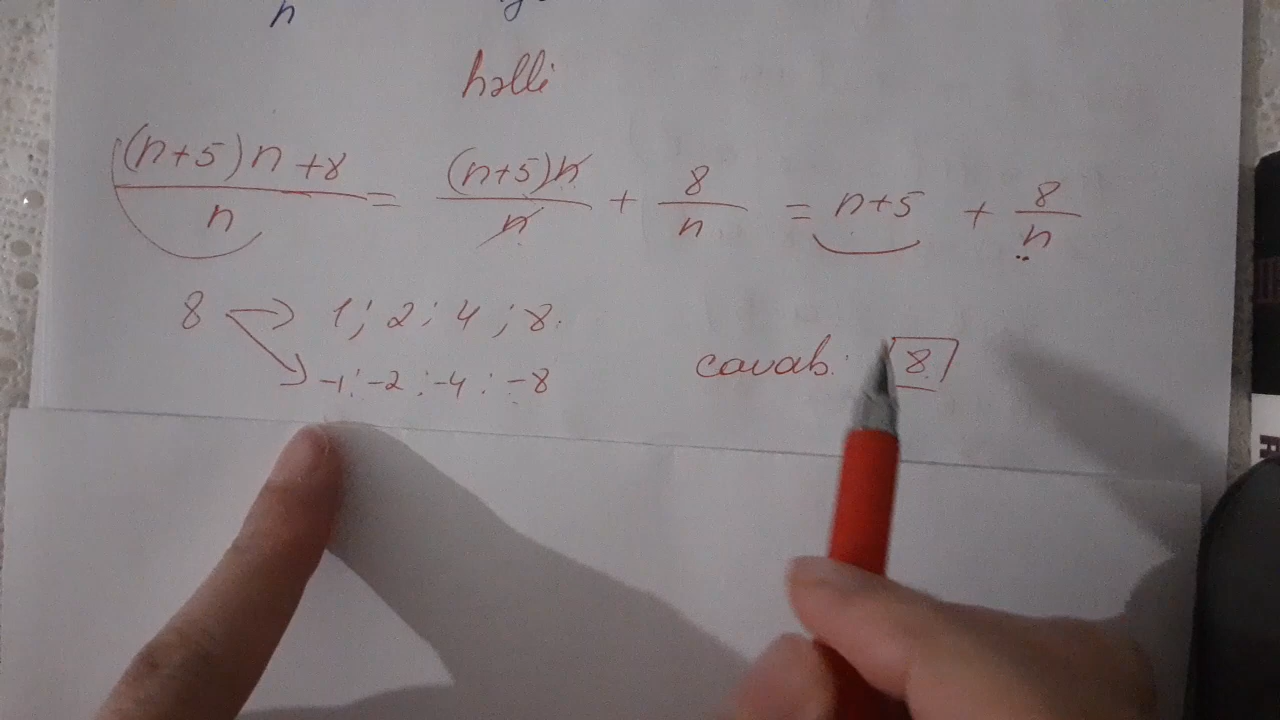 n
həlli
(n+5)n+8/n = (n+5)n/n + 8/n = n+5 + 8/n
8 → 1; 2; 4; 8. cavab: 8
-1; -2; -4; -8